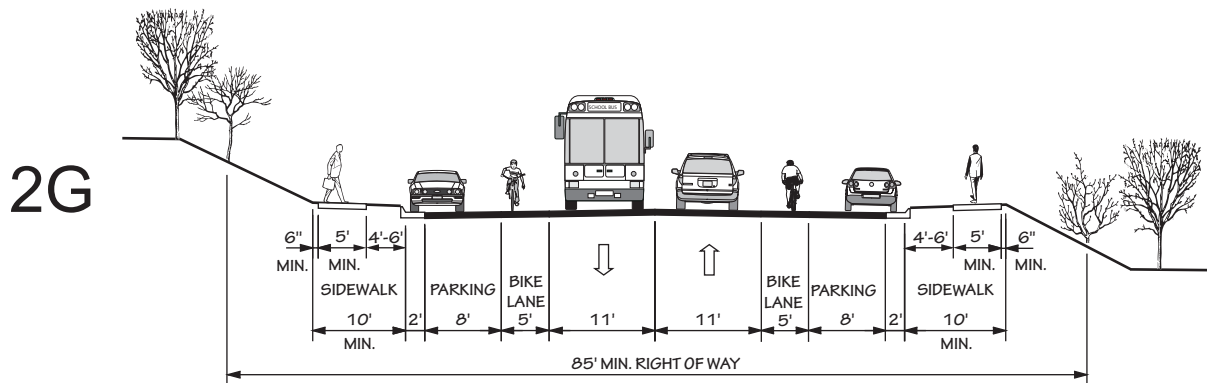 2G
SCHOOL BUS
6" 5' 4'-6' 4'-6' 5' 6"
MIN. MIN. MIN. MIN.
SIDEWALK PARKING BIKE LANE BIKE LANE PARKING SIDEWALK
10' 2' 8' 5' 11' 11' 5' 8' 2' 10'
MIN. MIN.
85' MIN. RIGHT OF WAY